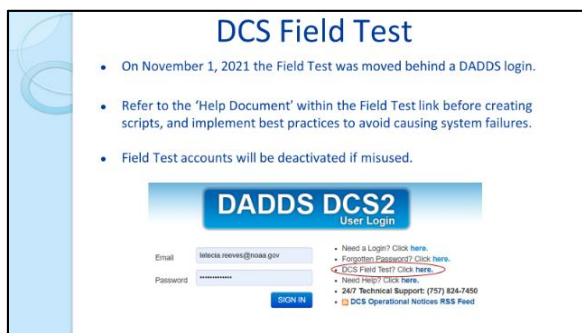 DCS Field Test
• On November 1, 2021 the Field Test was moved behind a DADDS login.
• Refer to the ‘Help Document’ within the Field Test link before creating
scripts, and implement best practices to avoid causing system failures.
• Field Test accounts will be deactivated if misused.
DADDS DCS2
User Login
Email
letecia.reeves@noaa.gov
Password
•••••••••••••
SIGN IN
• Need a Login? Click here.
• Forgotten Password? Click here.
• DCS Field Test? Click here.
• Need Help? Click here.
• 24/7 Technical Support: (757) 824-7450
• DCS Operational Notices RSS Feed